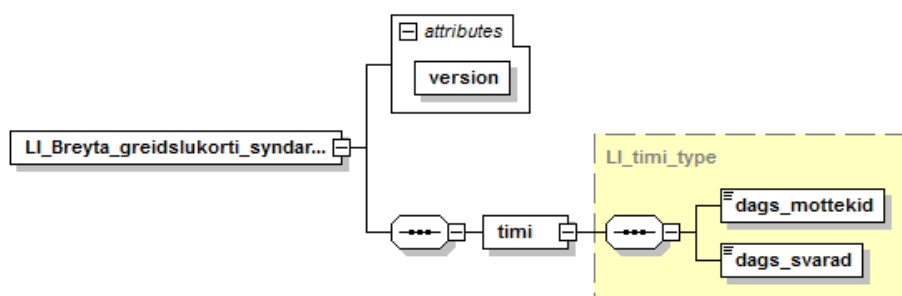 attributes
version
LI_Breyta_greidslukorti_syndar...
LI_timi_type
timi
dags_mottekid
dags_svarad